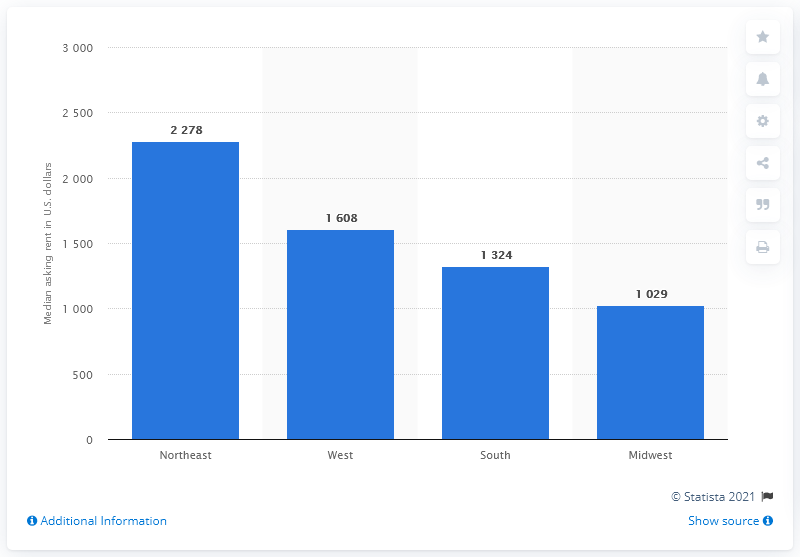 3 000
2 500
2 000
1 500
1 000
500
0
Median asking rent in U.S. dollars
2 278
1 608
1 324
1 029
Northeast
West
South
Midwest
© Statista 2021
Additional Information
Show source